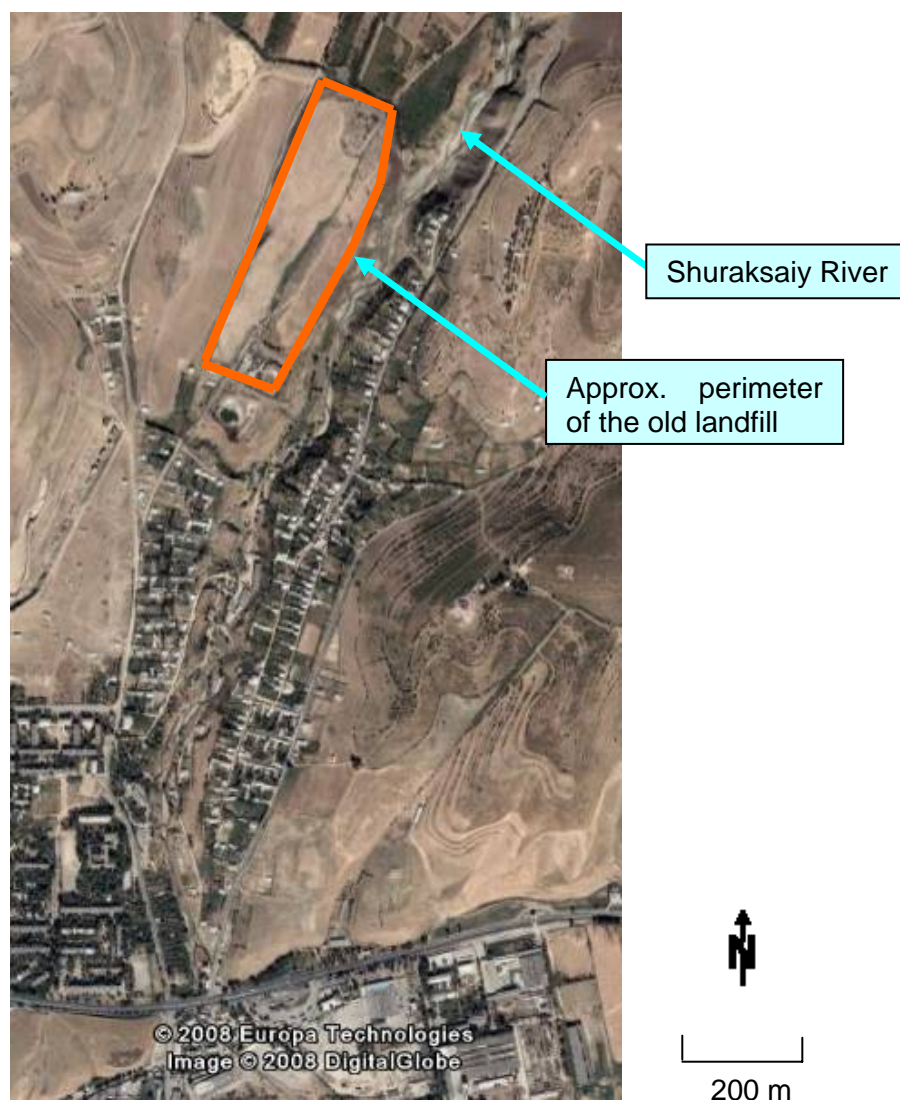 Shuraksaiy River
Approx. perimeter
of the old landfill
N
© 2008 Europa Technologies
Image © 2008 DigitalGlobe
200 m